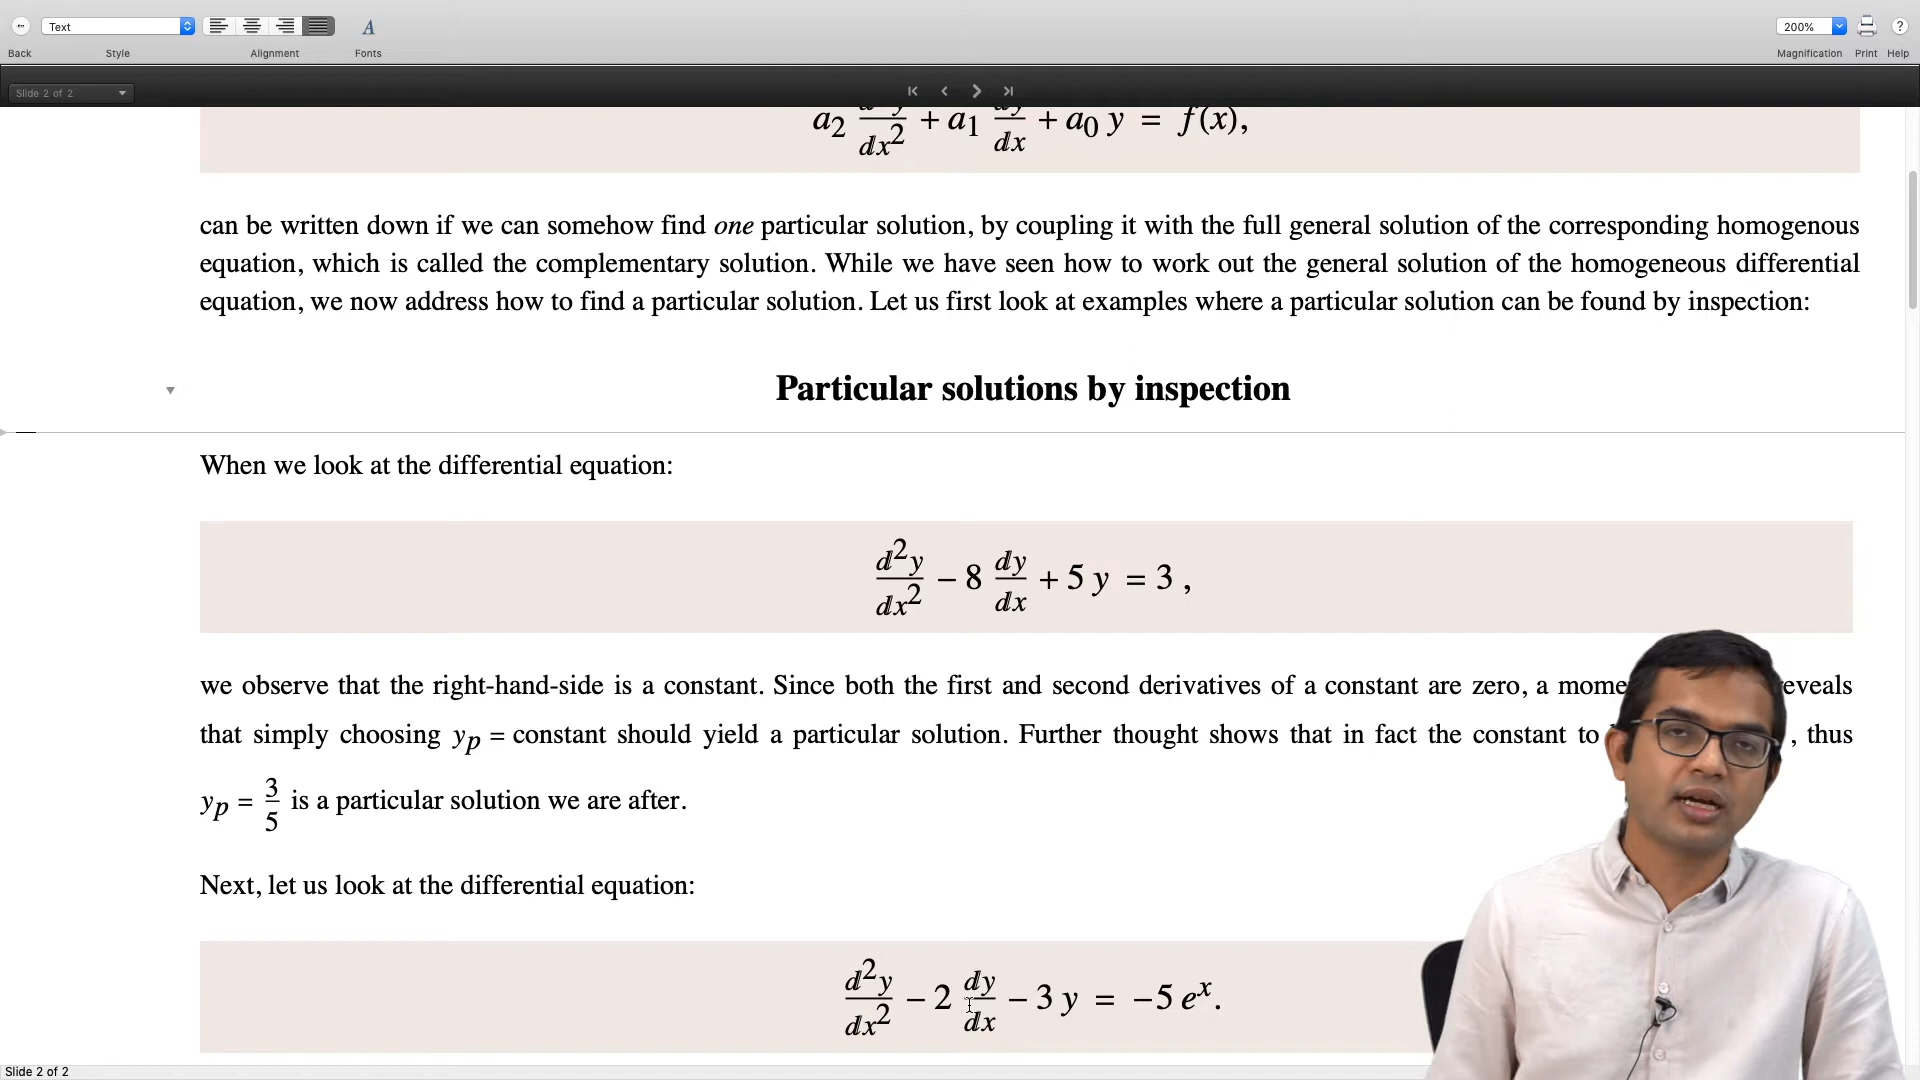 Text
200%
Back
Style
Alignment
Fonts
Magnification
Print
Help
Slide 2 of 2
a₂ d²y/dx² + a₁ dy/dx + a₀ y = f(x),
can be written down if we can somehow find one particular solution, by coupling it with the full general solution of the corresponding homogenous
equation, which is called the complementary solution. While we have seen how to work out the general solution of the homogeneous differential
equation, we now address how to find a particular solution. Let us first look at examples where a particular solution can be found by inspection:
Particular solutions by inspection
When we look at the differential equation:
d²y/dx² − 8 dy/dx + 5 y = 3 ,
we observe that the right-hand-side is a constant. Since both the first and second derivatives of a constant are zero, a
that simply choosing yₚ = constant should yield a particular solution. Further thought shows that in fact the constant to , thus
yₚ = 3/5 is a particular solution we are after.
Next, let us look at the differential equation:
d²y/dx² − 2 dy/dx − 3 y = −5 eˣ.
Slide 2 of 2